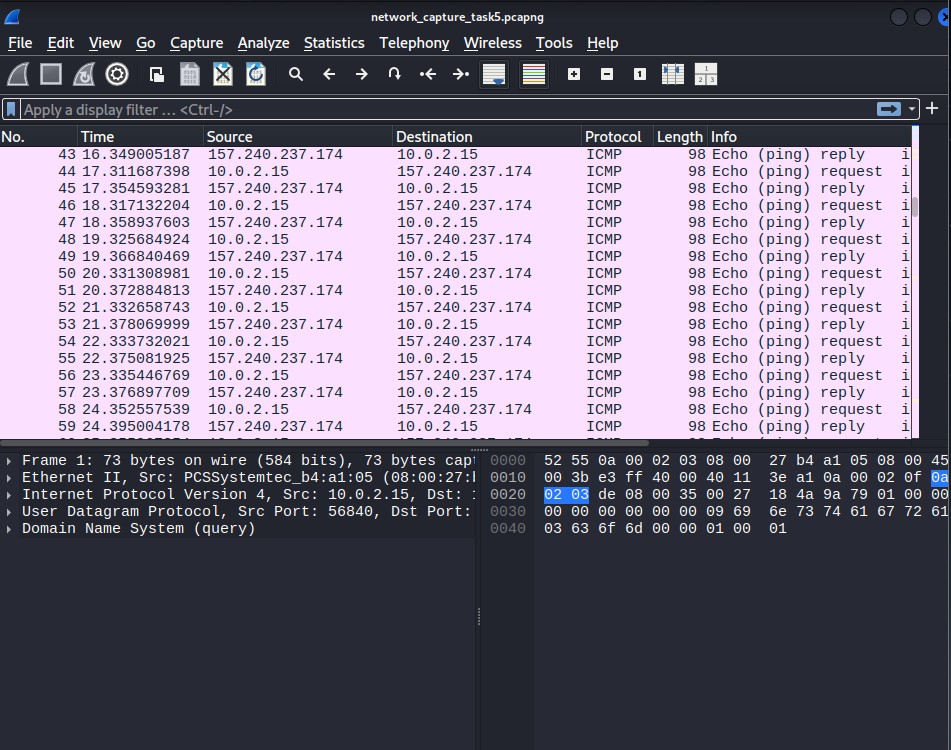 network_capture_task5.pcapng
File Edit View Go Capture Analyze Statistics Telephony Wireless Tools Help
Apply a display filter … <Ctrl-/>
No. Time Source Destination Protocol Length Info
43 16.349005187 157.240.237.174 10.0.2.15 ICMP 98 Echo (ping) reply i
44 17.311687398 10.0.2.15 157.240.237.174 ICMP 98 Echo (ping) request i
45 17.354593281 157.240.237.174 10.0.2.15 ICMP 98 Echo (ping) reply i
46 18.317132204 10.0.2.15 157.240.237.174 ICMP 98 Echo (ping) request i
47 18.358937603 157.240.237.174 10.0.2.15 ICMP 98 Echo (ping) reply i
48 19.325684924 10.0.2.15 157.240.237.174 ICMP 98 Echo (ping) request i
49 19.366840469 157.240.237.174 10.0.2.15 ICMP 98 Echo (ping) reply i
50 20.331308981 10.0.2.15 157.240.237.174 ICMP 98 Echo (ping) request i
51 20.372884813 157.240.237.174 10.0.2.15 ICMP 98 Echo (ping) reply i
52 21.332658743 10.0.2.15 157.240.237.174 ICMP 98 Echo (ping) request i
53 21.378069999 157.240.237.174 10.0.2.15 ICMP 98 Echo (ping) reply i
54 22.333732021 10.0.2.15 157.240.237.174 ICMP 98 Echo (ping) request i
55 22.375081925 157.240.237.174 10.0.2.15 ICMP 98 Echo (ping) reply i
56 23.335446769 10.0.2.15 157.240.237.174 ICMP 98 Echo (ping) request i
57 23.376897709 157.240.237.174 10.0.2.15 ICMP 98 Echo (ping) reply i
58 24.352557539 10.0.2.15 157.240.237.174 ICMP 98 Echo (ping) request i
59 24.395004178 157.240.237.174 10.0.2.15 ICMP 98 Echo (ping) reply i
Frame 1: 73 bytes on wire (584 bits), 73 bytes capt
Ethernet II, Src: PCSSystemtec_b4:a1:05 (08:00:27:
Internet Protocol Version 4, Src: 10.0.2.15, Dst:
User Datagram Protocol, Src Port: 56840, Dst Port:
Domain Name System (query)
0000 52 55 0a 00 02 03 08 00 27 b4 a1 05 08 00 45
0010 00 3b e3 ff 40 00 40 11 3e a1 0a 00 02 0f 0a
0020 02 03 de 08 00 35 00 27 18 4a 9a 79 01 00 00
0030 00 00 00 00 00 00 09 69 6e 73 74 61 67 72 61
0040 03 63 6f 6d 00 00 01 00 01